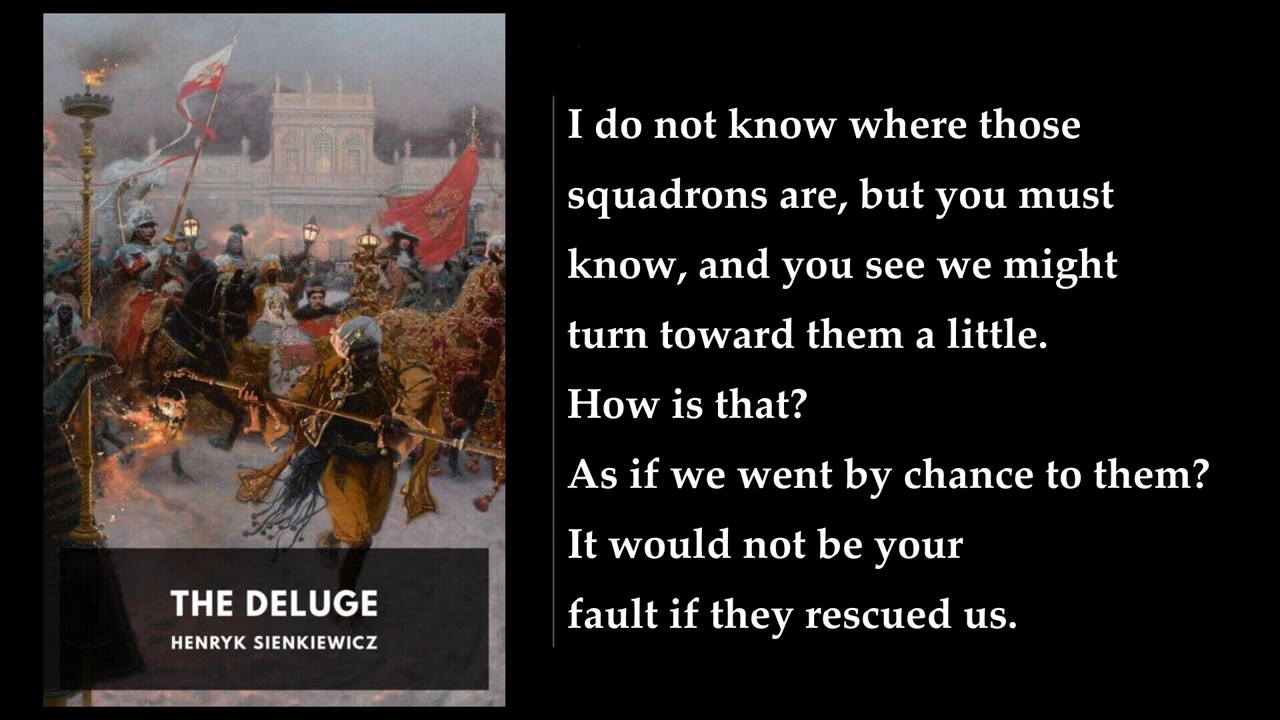 THE DELUGE
HENRYK SIENKIEWICZ
I do not know where those
squadrons are, but you must
know, and you see we might
turn toward them a little.
How is that?
As if we went by chance to them?
It would not be your
fault if they rescued us.